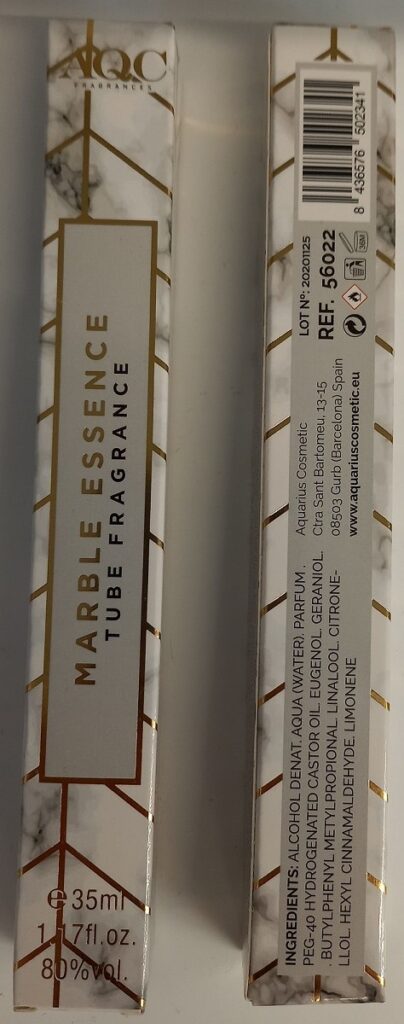 AQC
FRAGRANCES
MARBLE ESSENCE
TUBE FRAGRANCE
℮ 35ml
1.17fl.oz.
80%vol.
8 436576 502341
LOT Nº: 20201125
REF. 56022
36M
Aquarius Cosmetic
Ctra Sant Bartomeu, 13-15
08503 Gurb (Barcelona) Spain
www.aquariuscosmetic.eu
INGREDIENTS: ALCOHOL DENAT. AQUA (WATER). PARFUM .
PEG-40 HYDROGENATED CASTOR OIL. EUGENOL. GERANIOL.
. BUTYLPHENYL METYLPROPIONAL. LINALOOL. CITRONE-
LLOL. HEXYL CINNAMALDEHYDE. LIMONENE